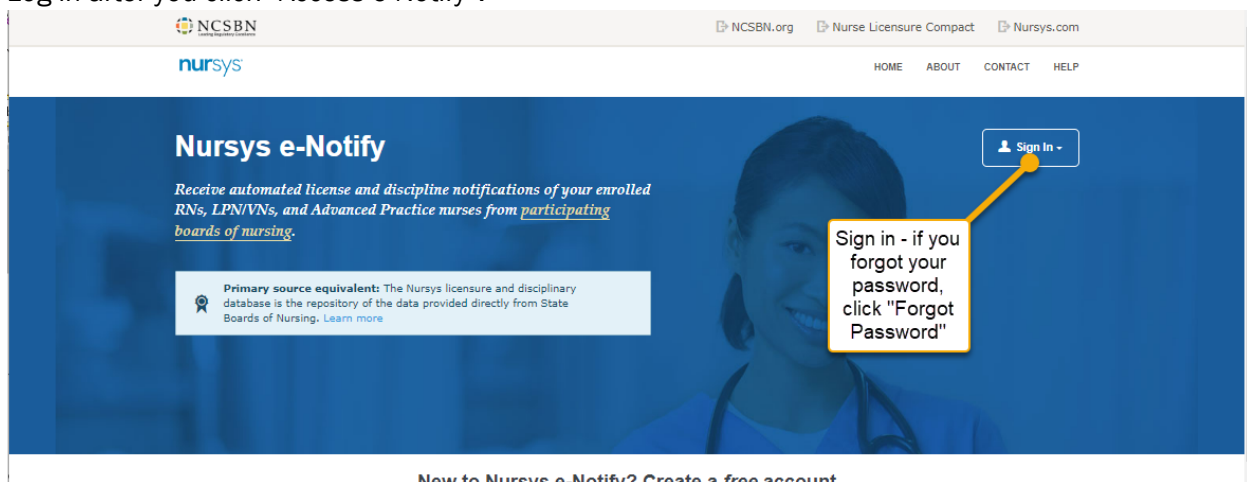 Log in after you click "Access e-Notify".
NCSBN
Leading Regulatory Excellence
NCSBN.org Nurse Licensure Compact Nursys.com
nursys
HOME ABOUT CONTACT HELP
Nursys e-Notify
Sign In
Receive automated license and discipline notifications of your enrolled
RNs, LPN/VNs, and Advanced Practice nurses from participating
boards of nursing.
Sign in - if you
forgot your
password,
click "Forgot
Password"
Primary source equivalent: The Nursys licensure and disciplinary
database is the repository of the data provided directly from State
Boards of Nursing. Learn more
New to Nursys e-Notify? Create a free account